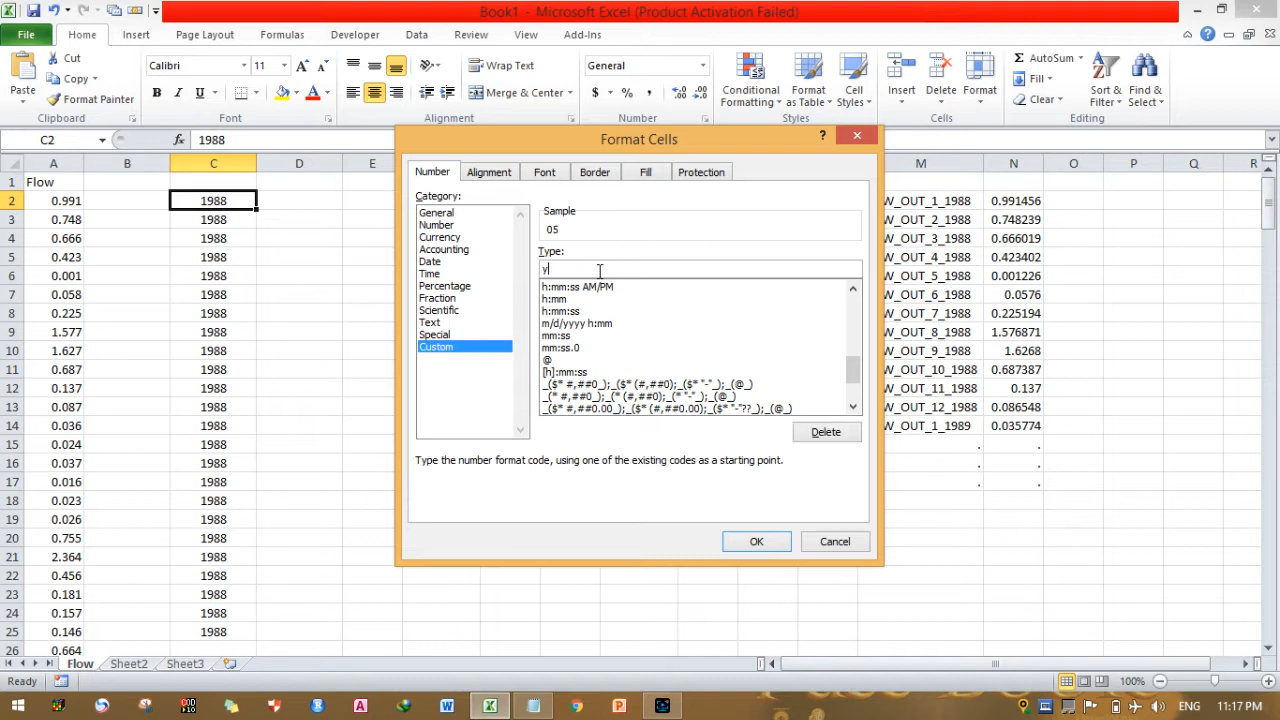 Book1 - Microsoft Excel (Product Activation Failed)
File Home Insert Page Layout Formulas Developer Data Review View Add-Ins
Cut
Copy
Format Painter
Paste
Clipboard
Calibri 11
B I U
Font
Wrap Text
Merge & Center
Alignment
General
$ % ,
Number
Conditional Formatting
Format as Table
Cell Styles
Styles
Insert Delete Format
Cells
AutoSum
Fill
Clear
Sort & Filter
Find & Select
Editing
C2 fx 1988
A B C D E M N O P Q R
1 Flow
2 0.991 1988 W_OUT_1_1988 0.991456
3 0.748 1988 W_OUT_2_1988 0.748239
4 0.666 1988 W_OUT_3_1988 0.666019
5 0.423 1988 W_OUT_4_1988 0.423402
6 0.001 1988 W_OUT_5_1988 0.001226
7 0.058 1988 W_OUT_6_1988 0.0576
8 0.225 1988 W_OUT_7_1988 0.225194
9 1.577 1988 W_OUT_8_1988 1.576871
10 1.627 1988 W_OUT_9_1988 1.6268
11 0.687 1988 W_OUT_10_1988 0.687387
12 0.137 1988 W_OUT_11_1988 0.137
13 0.087 1988 W_OUT_12_1988 0.086548
14 0.036 1988 W_OUT_1_1989 0.035774
15 0.024 1988 . .
16 0.037 1988 . .
17 0.016 1988 . .
18 0.023 1988
19 0.026 1988
20 0.755 1988
21 2.364 1988
22 0.456 1988
23 0.181 1988
24 0.157 1988
25 0.146 1988
26 0.664
Format Cells
Number Alignment Font Border Fill Protection
Category:
General
Number
Currency
Accounting
Date
Time
Percentage
Fraction
Scientific
Text
Special
Custom
Sample
05
Type:
y
h:mm:ss AM/PM
h:mm
h:mm:ss
m/d/yyyy h:mm
mm:ss
mm:ss.0
@
[h]:mm:ss
_($* #,##0_);_($* (#,##0);_($* "-"_);_(@_)
_(* #,##0_);_(* (#,##0);_(* "-"_);_(@_)
_($* #,##0.00_);_($* (#,##0.00);_($* "-"??_);_(@_)
Delete
Type the number format code, using one of the existing codes as a starting point.
OK Cancel
Flow Sheet2 Sheet3
Ready 100%
ENG 11:17 PM